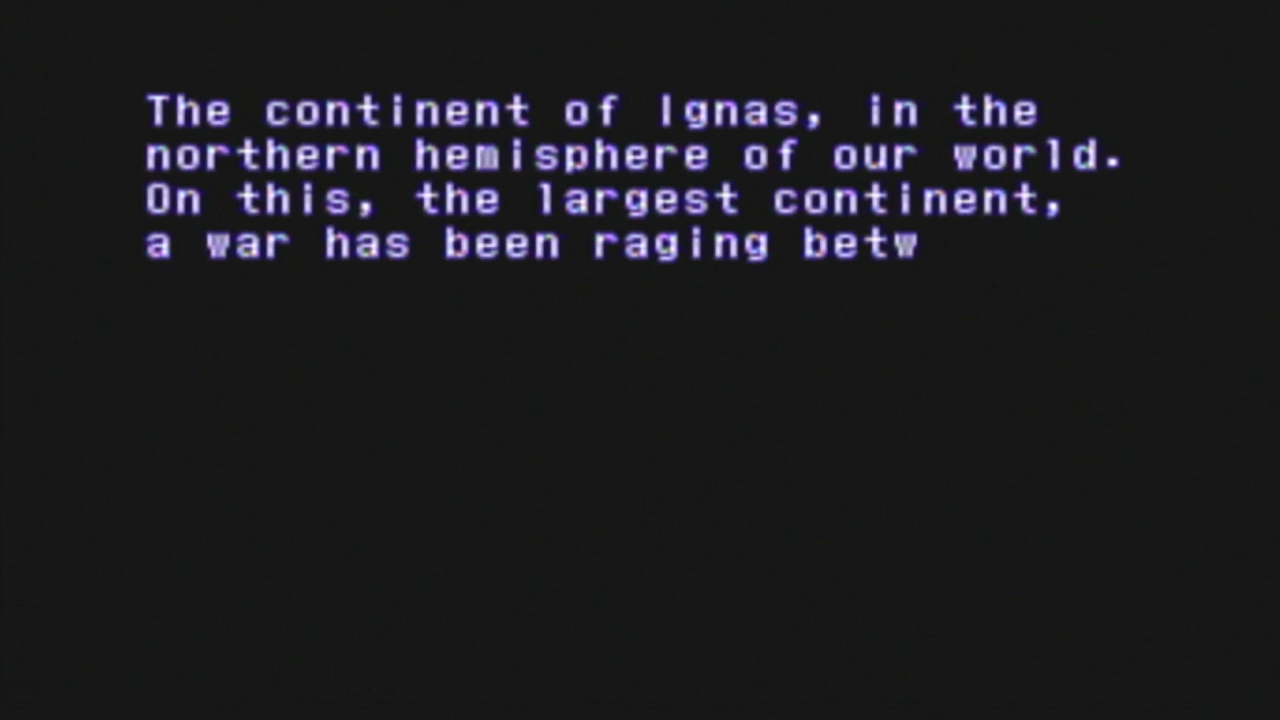 The continent of Ignas, in the
northern hemisphere of our world.
On this, the largest continent,
a war has been raging betw